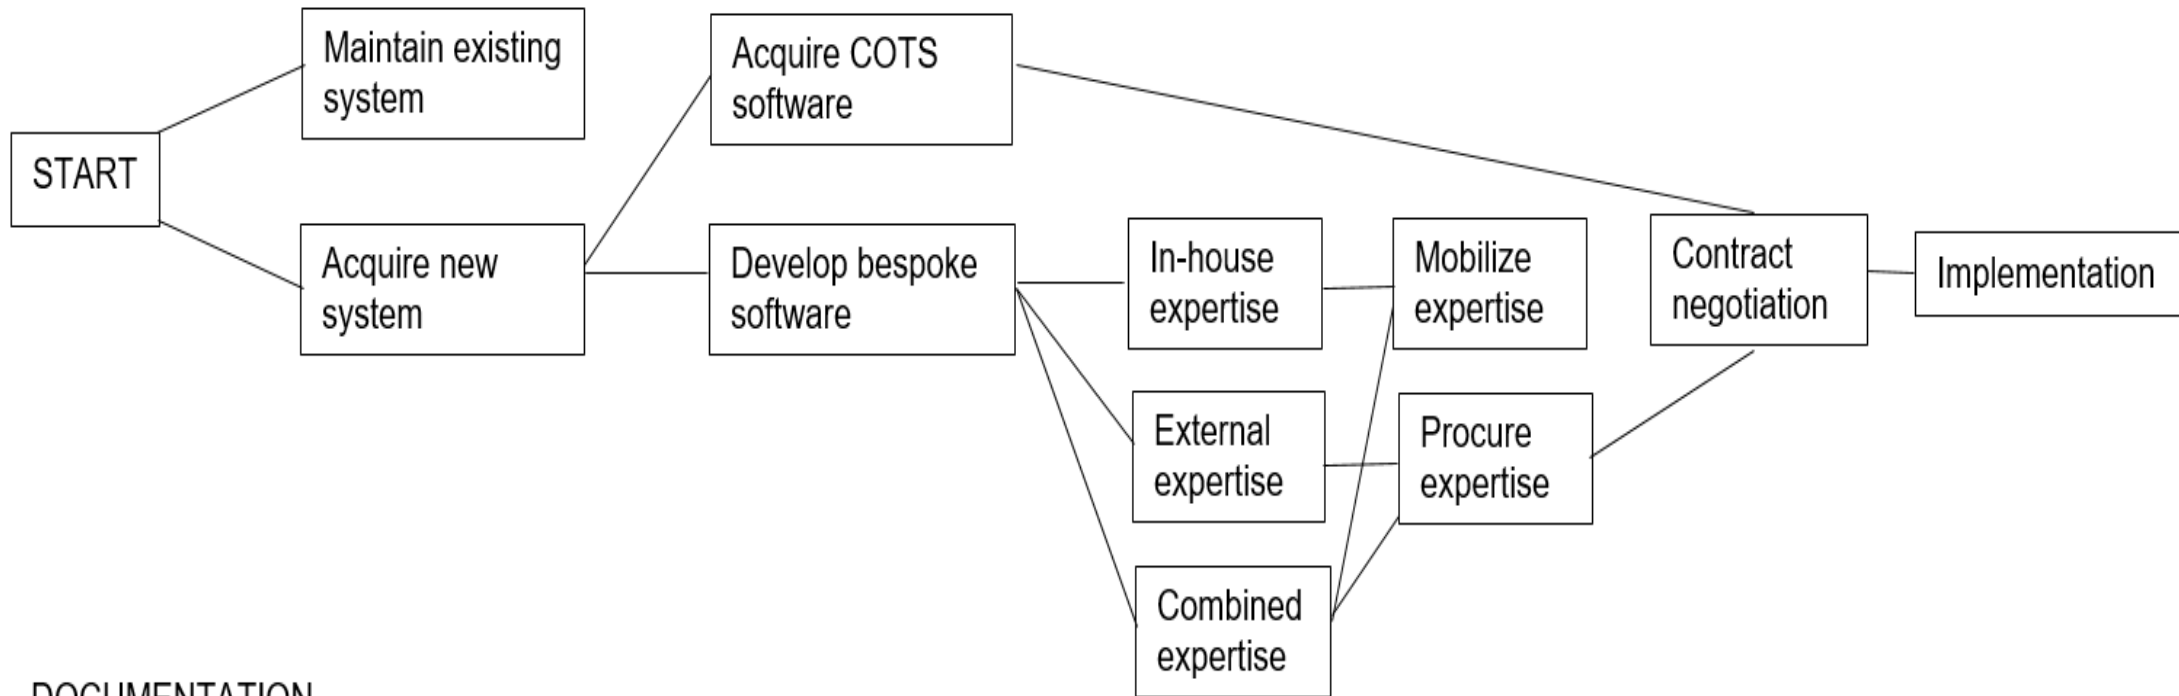 START
Maintain existing
system
Acquire new
system
Acquire COTS
software
Develop bespoke
software
In-house
expertise
External
expertise
Combined
expertise
Mobilize
expertise
Procure
expertise
Contract
negotiation
Implementation
DOCUMENTATION